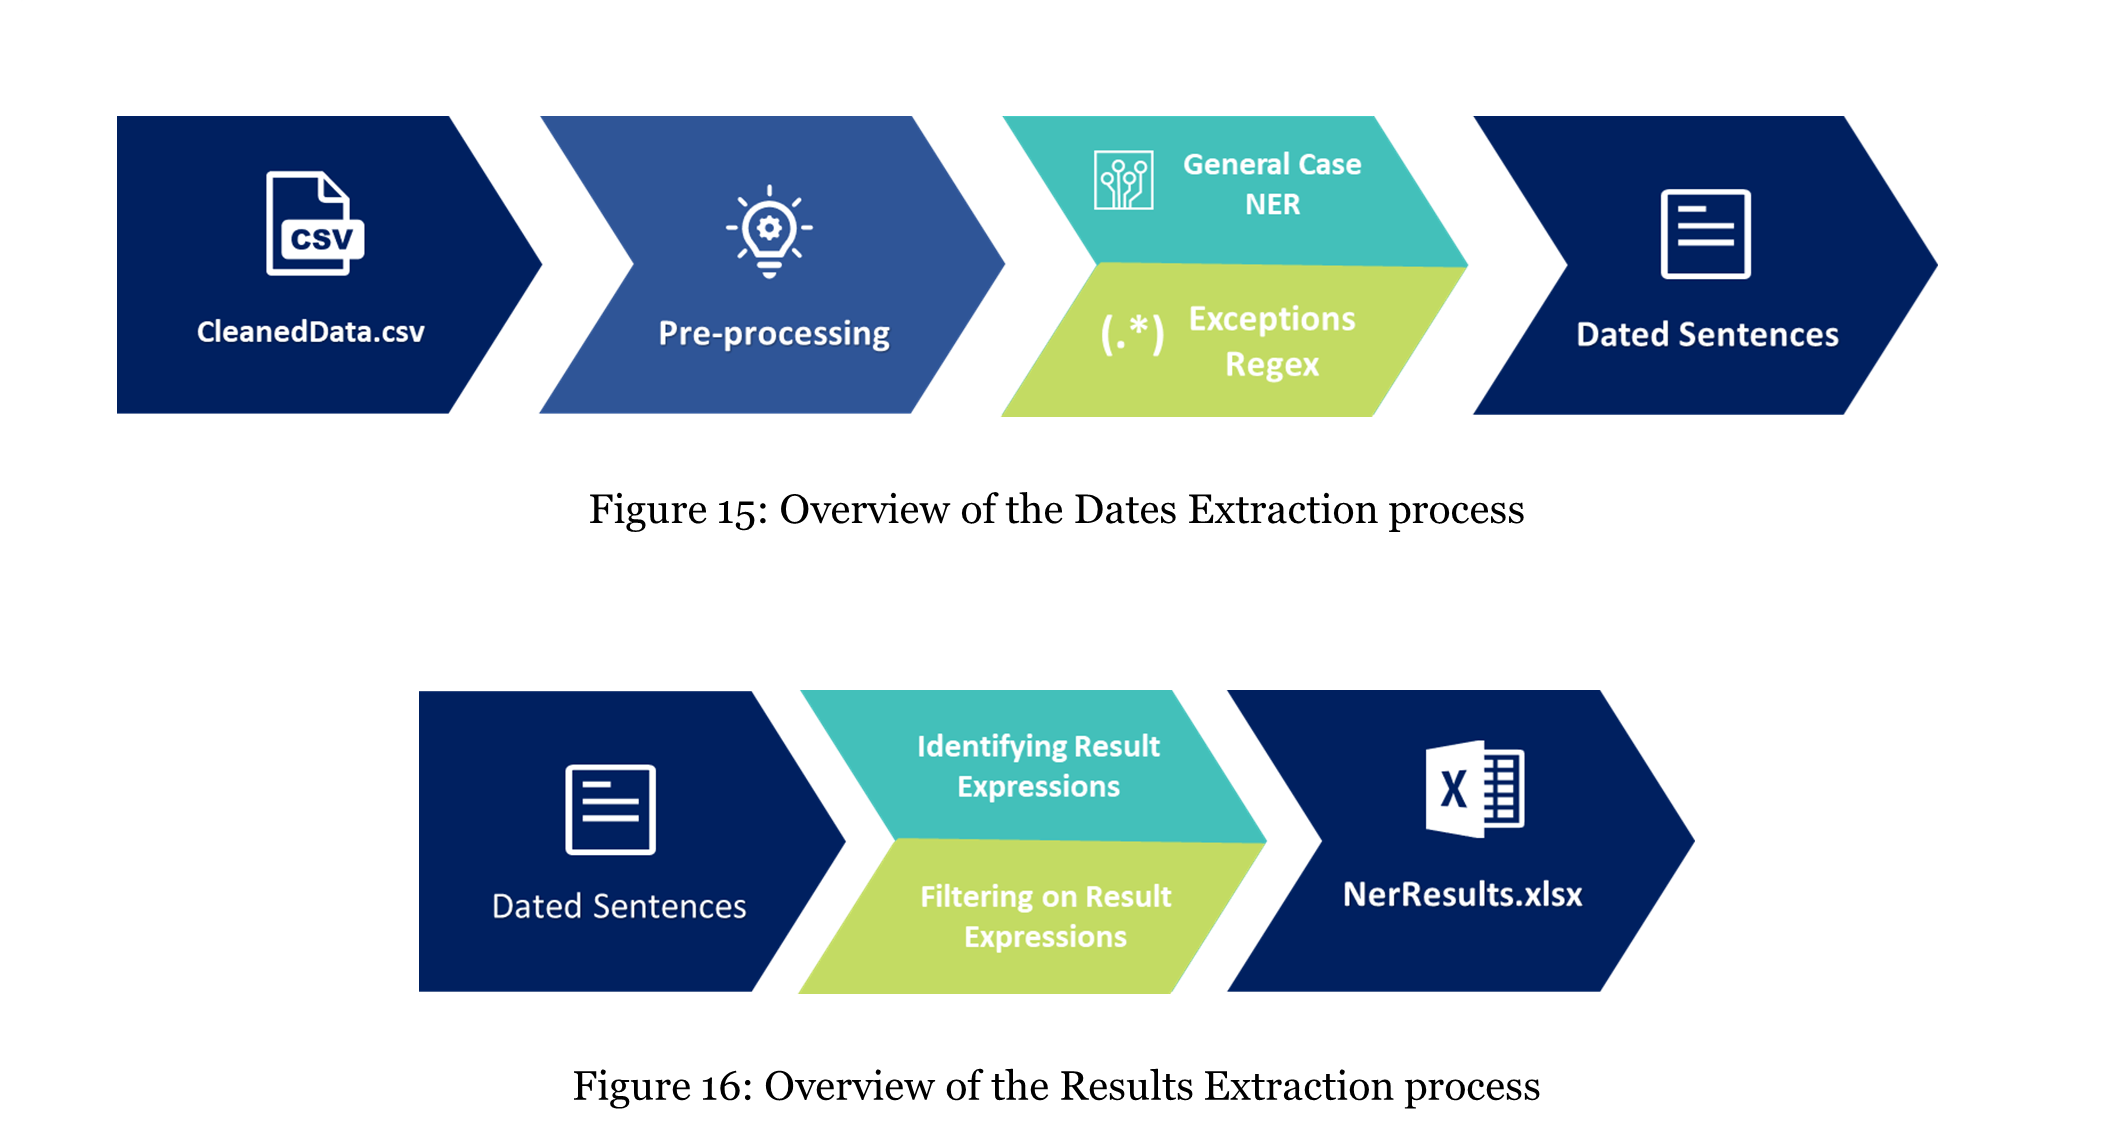 CSV
CleanedData.csv
Pre-processing
General Case
NER
(.*)
Exceptions
Regex
Dated Sentences
Figure 15: Overview of the Dates Extraction process
Dated Sentences
Identifying Result
Expressions
Filtering on Result
Expressions
X
NerResults.xlsx
Figure 16: Overview of the Results Extraction process